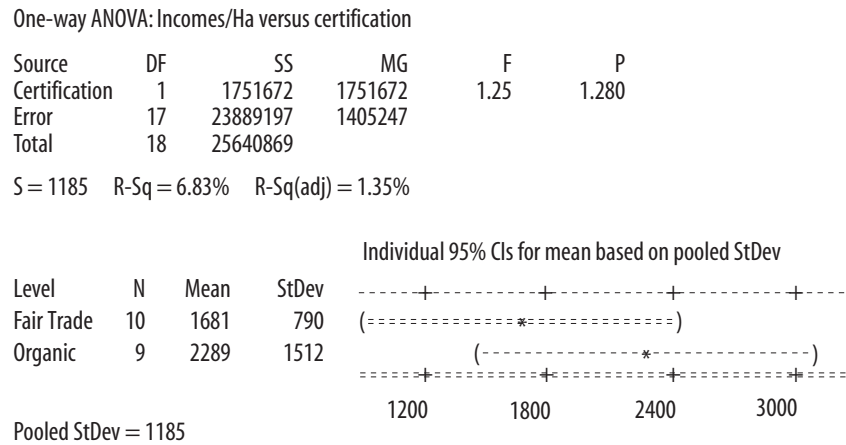 One-way ANOVA: Incomes/Ha versus certification
Source DF SS MG F P
Certification 1 1751672 1751672 1.25 1.280
Error 17 23889197 1405247
Total 18 25640869
S = 1185 R-Sq = 6.83% R-Sq(adj) = 1.35%
Individual 95% CIs for mean based on pooled StDev
Level N Mean StDev ------+---------+---------+---------+----
Fair Trade 10 1681 790 (============*============)
Organic 9 2289 1512 (-------------*-------------)
======+=========+=========+=========+====
1200 1800 2400 3000
Pooled StDev = 1185